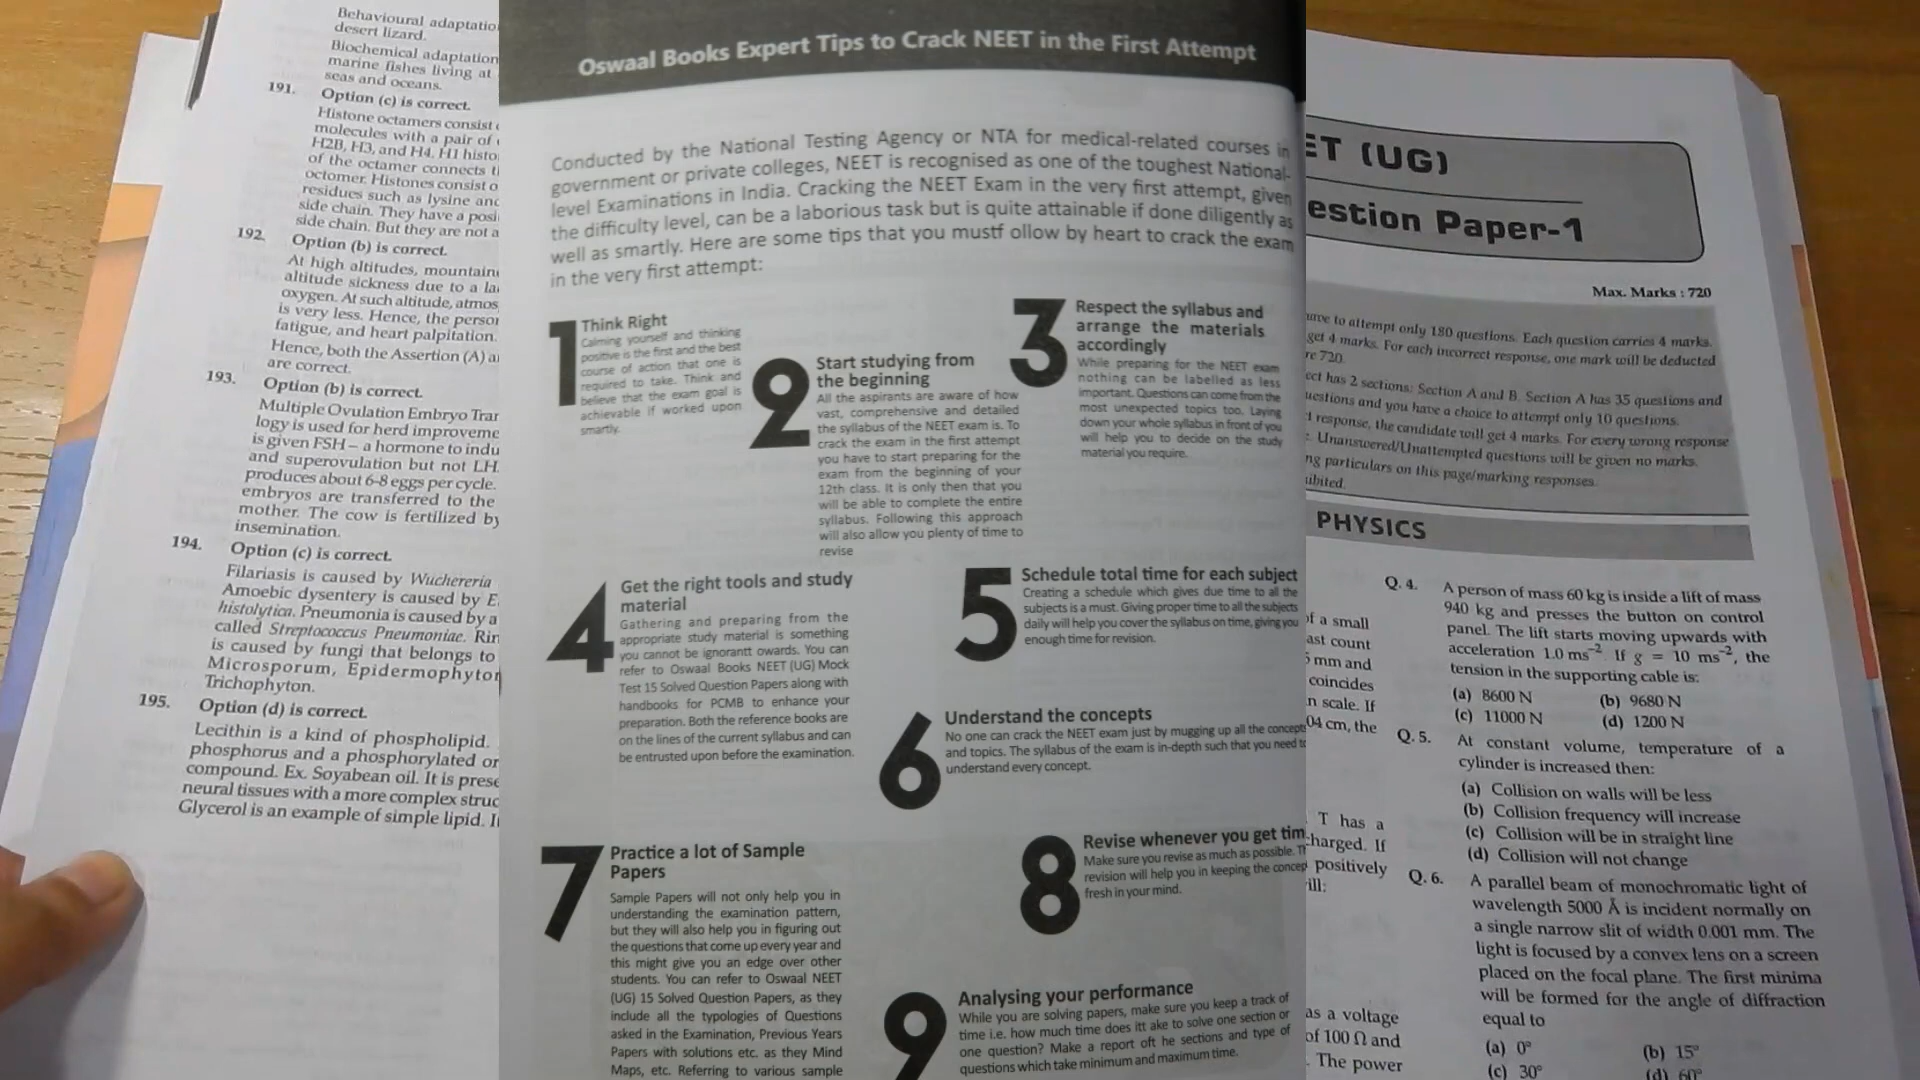 Behavioural adaptatio
desert lizard.
Biochemical adaptation
marine fishes living at
seas and oceans.
191. Option (c) is correct.
Histone octamers consist
molecules with a pair of
H2B, H3, and H4. H1 histo
of the octamer connects
octomer. Histones consist o
residues such as lysine and
side chain. They have a posi
side chain. But they are not a
192. Option (b) is correct.
At high altitudes, mountain
altitude sickness due to a la
oxygen. At such altitude, atmos
is very less. Hence, the person
fatigue, and heart palpitation.
Hence, both the Assertion (A) a
are correct.
193. Option (b) is correct.
Multiple Ovulation Embryo Tran
logy is used for herd improveme
is given FSH – a hormone to indu
and superovulation but not LH.
produces about 6-8 eggs per cycle.
embryos are transferred to the
mother. The cow is fertilized by
insemination.
194. Option (c) is correct.
Filariasis is caused by Wuchereria
Amoebic dysentery is caused by E.
histolytica. Pneumonia is caused by a
called Streptococcus Pneumoniae. Rin
is caused by fungi that belongs to
Microsporum, Epidermophyton
Trichophyton.
195. Option (d) is correct.
Lecithin is a kind of phospholipid.
phosphorus and a phosphorylated or
compound. Ex. Soyabean oil. It is prese
neural tissues with a more complex struc
Glycerol is an example of simple lipid. I
Oswaal Books Expert Tips to Crack NEET in the First Attempt
Conducted by the National Testing Agency or NTA for medical-related courses in
government or private colleges, NEET is recognised as one of the toughest National-
level Examinations in India. Cracking the NEET Exam in the very first attempt, given
the difficulty level, can be a laborious task but is quite attainable if done diligently as
well as smartly. Here are some tips that you mustf ollow by heart to crack the exam
in the very first attempt:
1 Think Right
Calming yourself and thinking
positive is the first and the best
course of action that one is
required to take. Think and
believe that the exam goal is
achievable if worked upon
smartly.
2 Start studying from
the beginning
All the aspirants are aware of how
vast, comprehensive and detailed
the syllabus of the NEET exam is. To
crack the exam in the first attempt
you have to start preparing for the
exam from the beginning of your
12th class. It is only then that you
will be able to complete the entire
syllabus. Following this approach
will also allow you plenty of time to
revise
3 Respect the syllabus and
arrange the materials
accordingly
While preparing for the NEET exam
nothing can be labelled as less
important. Questions can come from the
most unexpected topics too. Laying
down your whole syllabus in front of you
will help you to decide on the study
material you require.
4 Get the right tools and study
material
Gathering and preparing from the
appropriate study material is something
you cannot be ignorantt owards. You can
refer to Oswaal Books NEET (UG) Mock
Test 15 Solved Question Papers along with
handbooks for PCMB to enhance your
preparation. Both the reference books are
on the lines of the current syllabus and can
be entrusted upon before the examination.
5 Schedule total time for each subject
Creating a schedule which gives due time to all the
subjects is a must. Giving proper time to all the subjects
daily will help you cover the syllabus on time, giving you
enough time for revision.
6 Understand the concepts
No one can crack the NEET exam just by mugging up all the concepts
and topics. The syllabus of the exam is in-depth such that you need to
understand every concept.
7 Practice a lot of Sample
Papers
Sample Papers will not only help you in
understanding the examination pattern,
but they will also help you in figuring out
the questions that come up every year and
this might give you an edge over other
students. You can refer to Oswaal NEET
(UG) 15 Solved Question Papers, as they
include all the typologies of Questions
asked in the Examination, Previous Years
Papers with solutions etc. as they Mind
Maps, etc. Referring to various sample
8 Revise whenever you get tim
Make sure you revise as much as possible. Th
revision will help you in keeping the concep
fresh in your mind.
9 Analysing your performance
While you are solving papers, make sure you keep a track of
time i.e. how much time does itt ake to solve one section or
one question? Make a report oft he sections and type of
questions which take minimum and maximum time.
ET (UG)
estion Paper-1
Max. Marks : 720
ave to attempt only 180 questions. Each question carries 4 marks.
get 4 marks. For each incorrect response, one mark will be deducted
re 720.
ect has 2 sections: Section A and B. Section A has 35 questions and
uestions and you have a choice to attempt only 10 questions.
t response, the candidate will get 4 marks. For every wrong response
. Unanswered/Unattempted questions will be given no marks.
ng particulars on this page/marking responses.
ibited.
PHYSICS
of a small
ast count
5 mm and
coincides
n scale. If
04 cm, the
T has a
charged. If
positively
ill:
as a voltage
of 100 Ω and
. The power
Q. 4. A person of mass 60 kg is inside a lift of mass
940 kg and presses the button on control
panel. The lift starts moving upwards with
acceleration 1.0 ms⁻². If g = 10 ms⁻², the
tension in the supporting cable is:
(a) 8600 N (b) 9680 N
(c) 11000 N (d) 1200 N
Q. 5. At constant volume, temperature of a
cylinder is increased then:
(a) Collision on walls will be less
(b) Collision frequency will increase
(c) Collision will be in straight line
(d) Collision will not change
Q. 6. A parallel beam of monochromatic light of
wavelength 5000 Å is incident normally on
a single narrow slit of width 0.001 mm. The
light is focused by a convex lens on a screen
placed on the focal plane. The first minima
will be formed for the angle of diffraction
equal to
(a) 0° (b) 15°
(c) 30° (d) 60°